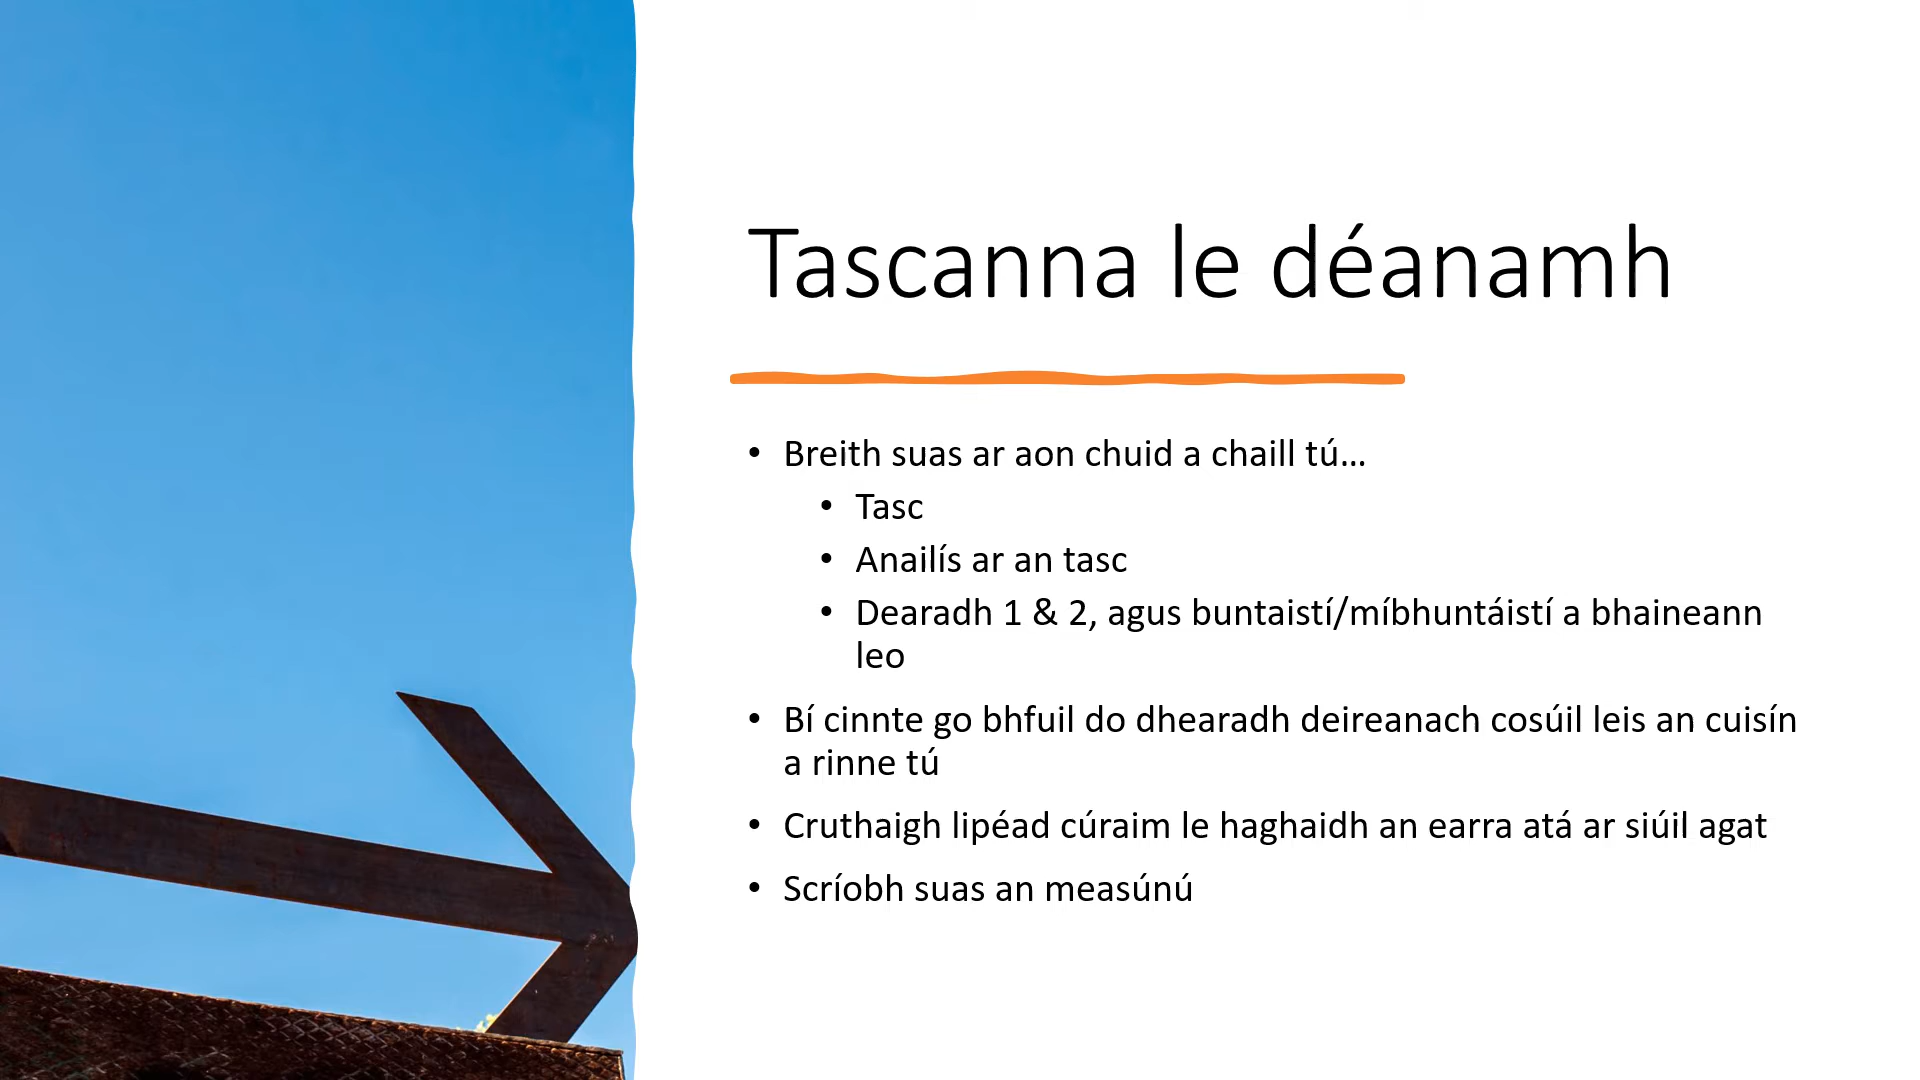 Tascanna le déanamh
• Breith suas ar aon chuid a chaill tú...
• Tasc
• Anailís ar an tasc
• Dearadh 1 & 2, agus buntaistí/míbhuntáistí a bhaineann
leo
• Bí cinnte go bhfuil do dhearadh deireanach cosúil leis an cuisín
a rinne tú
• Cruthaigh lipéad cúraim le haghaidh an earra atá ar siúil agat
• Scríobh suas an measúnú